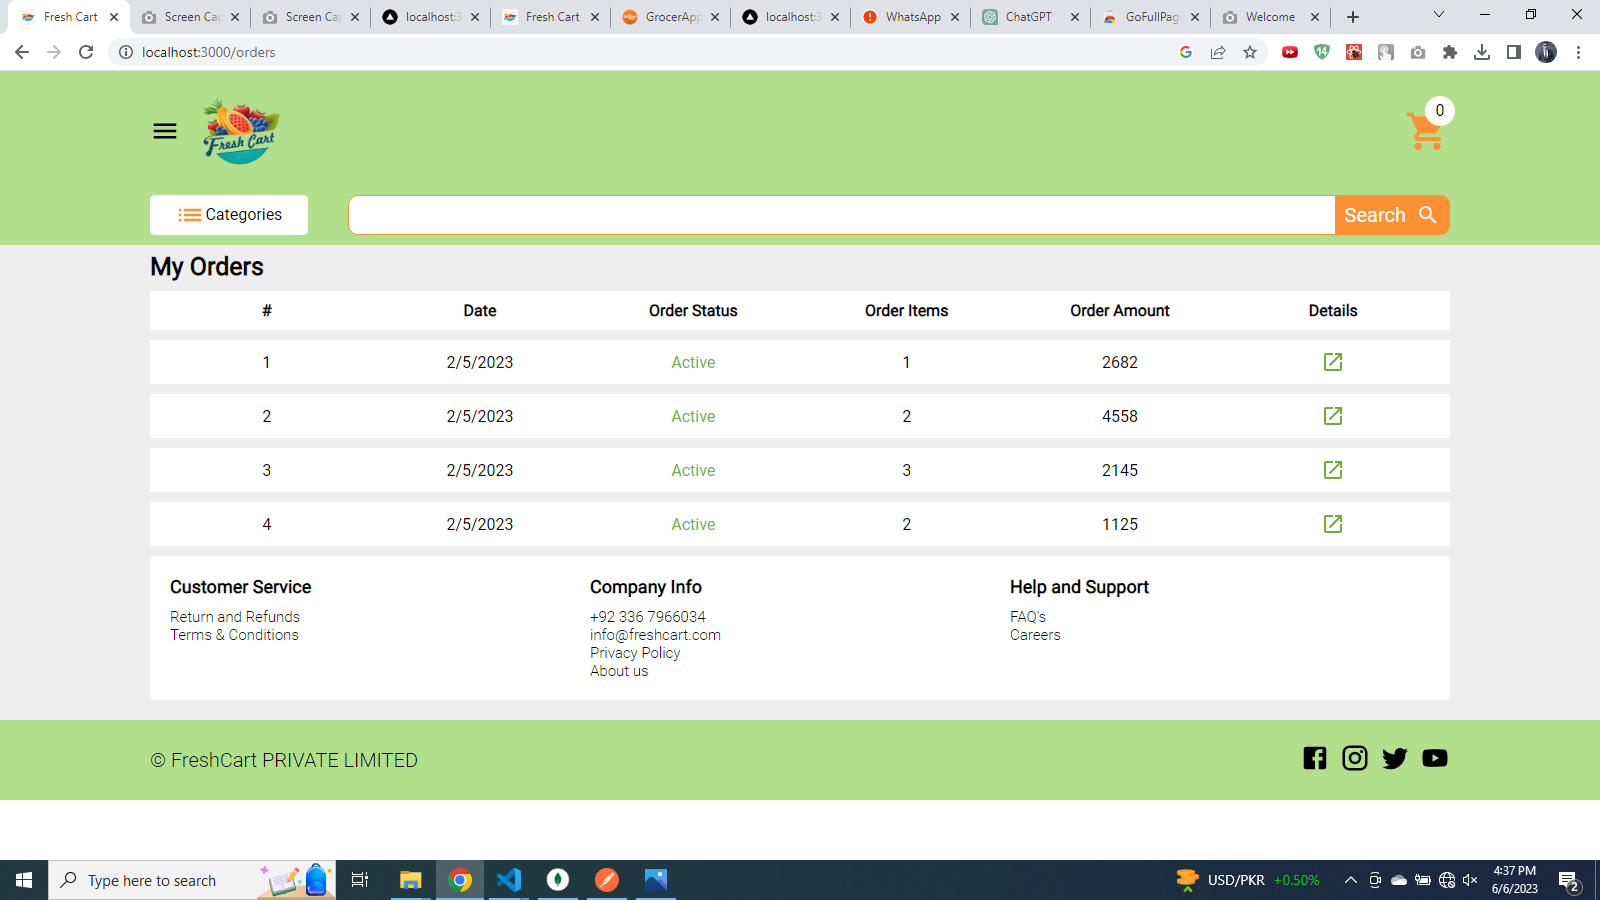 Fresh Cart
Screen Ca
Screen Ca
localhost:3
Fresh Cart
GrocerApp
localhost:3
WhatsApp
ChatGPT
GoFullPage
Welcome
localhost:3000/orders
14
Fresh Cart
0
Categories
Search
My Orders
# Date Order Status Order Items Order Amount Details
1 2/5/2023 Active 1 2682
2 2/5/2023 Active 2 4558
3 2/5/2023 Active 3 2145
4 2/5/2023 Active 2 1125
Customer Service
Return and Refunds
Terms & Conditions
Company Info
+92 336 7966034
info@freshcart.com
Privacy Policy
About us
Help and Support
FAQ's
Careers
© FreshCart PRIVATE LIMITED
Type here to search
USD/PKR +0.50%
4:37 PM
6/6/2023
2